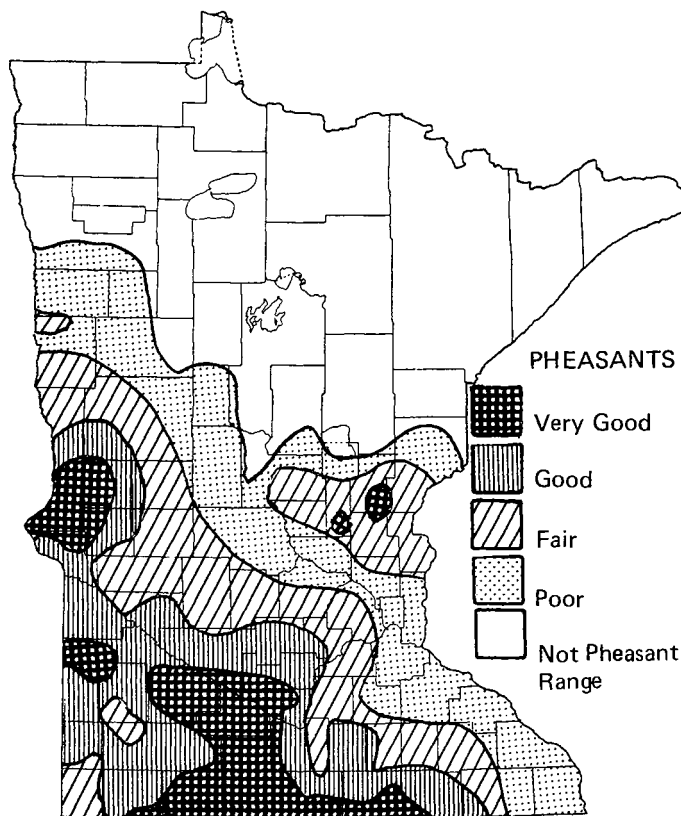 PHEASANTS
Very Good
Good
Fair
Poor
Not Pheasant
Range